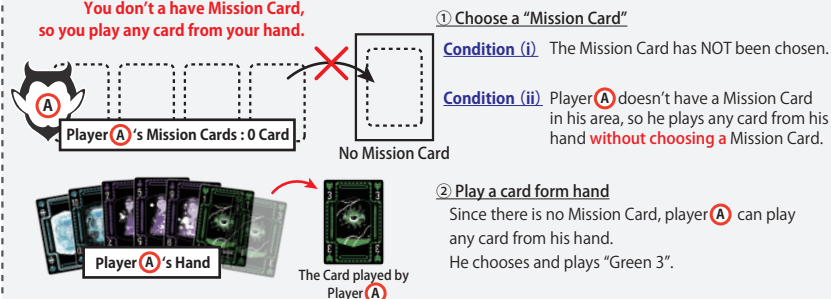 You don't a have Mission Card,
so you play any card from your hand.
A
Player A 's Mission Cards : 0 Card
No Mission Card
① Choose a “Mission Card”
Condition (i) The Mission Card has NOT been chosen.
Condition (ii) Player A doesn't have a Mission Card
in his area, so he plays any card from his
hand without choosing a Mission Card.
Player A 's Hand
3
3
The Card played by
Player A
② Play a card form hand
Since there is no Mission Card, player A can play
any card from his hand.
He chooses and plays “Green 3”.